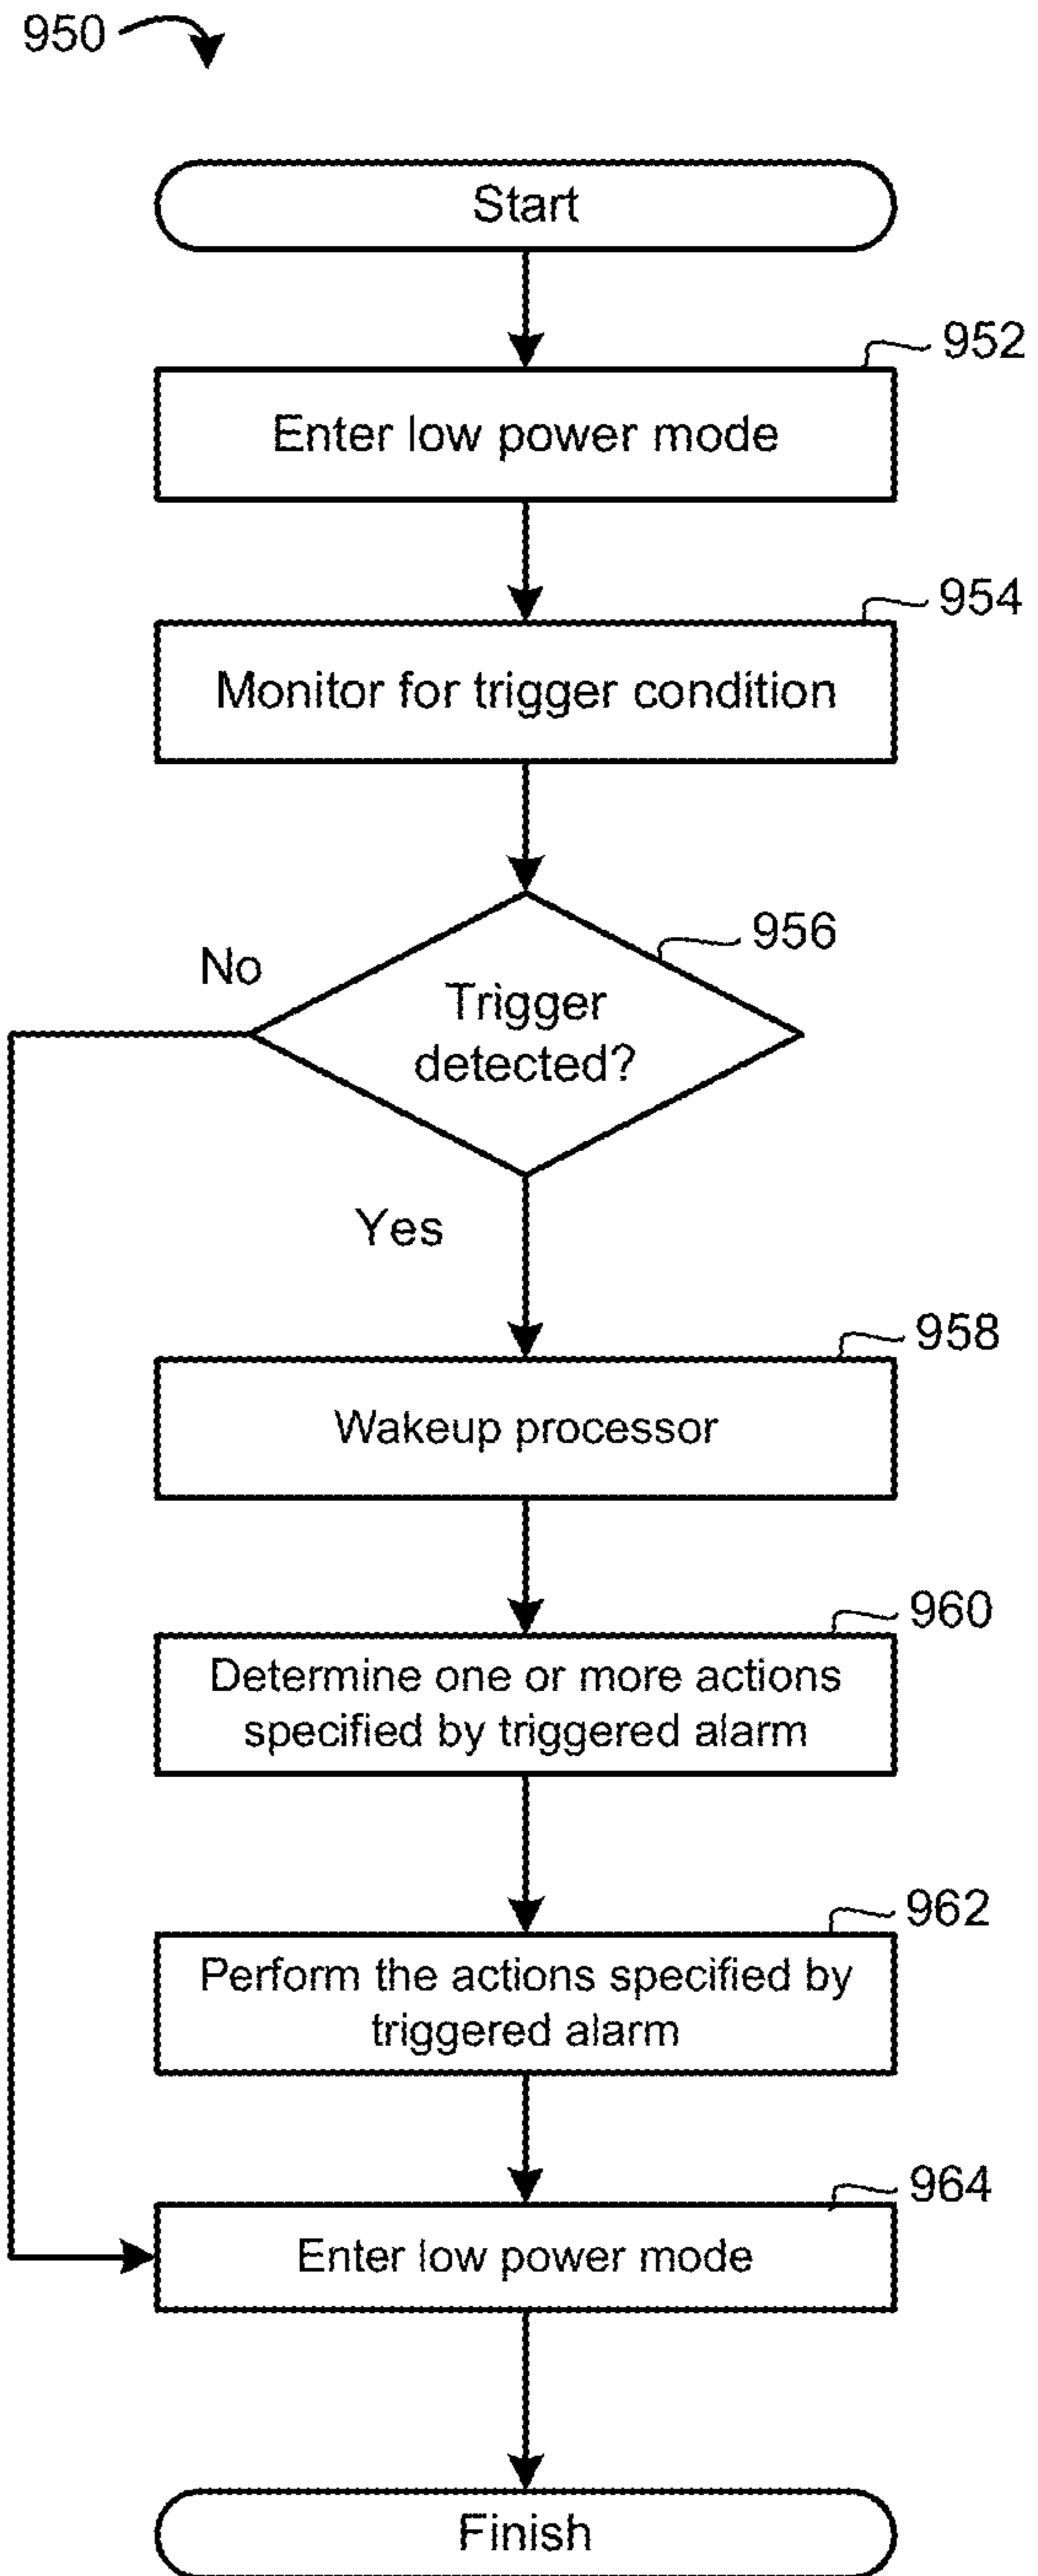 950
Start
952
Enter low power mode
954
Monitor for trigger condition
956
No
Trigger
detected?
Yes
958
Wakeup processor
960
Determine one or more actions
specified by triggered alarm
962
Perform the actions specified by
triggered alarm
964
Enter low power mode
Finish